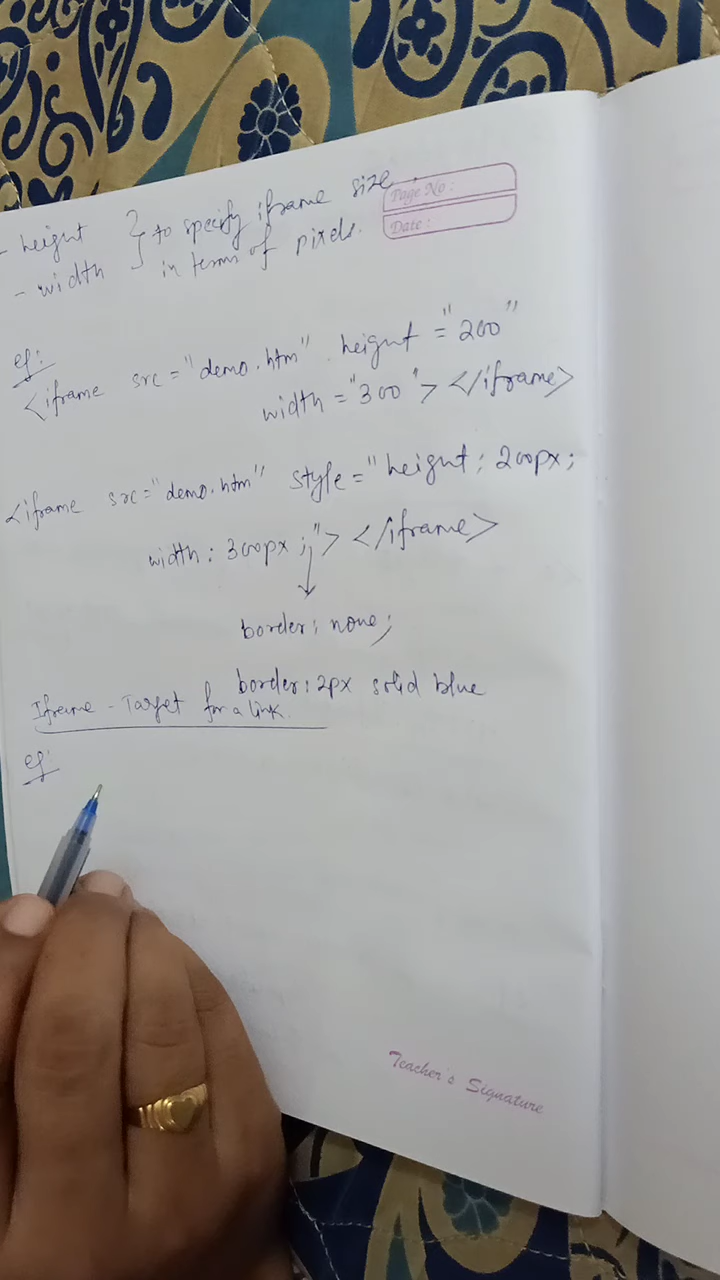 - height } to specify iframe size.
- width in terms of pixels.
Page No :
Date :
eg:
<iframe src="demo.htm" height="200"
width="300"></iframe>
<iframe src="demo.htm" style="height: 200px;
width: 300px;"></iframe>
border: none;
border: 2px solid blue
Iframe - Target for a link.
eg:
Teacher's Signature